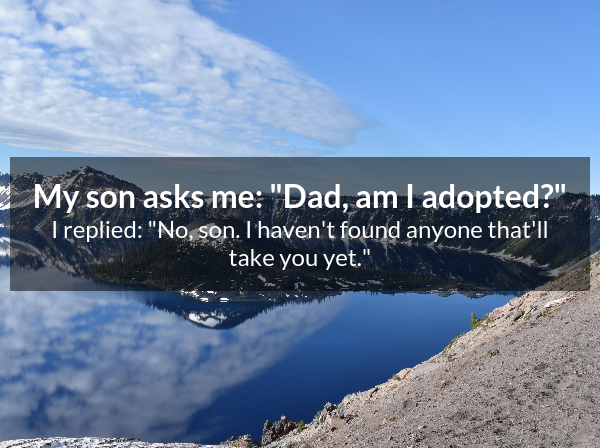 My son asks me: "Dad, am I adopted?"
I replied: "No, son. I haven't found anyone that'll
take you yet."